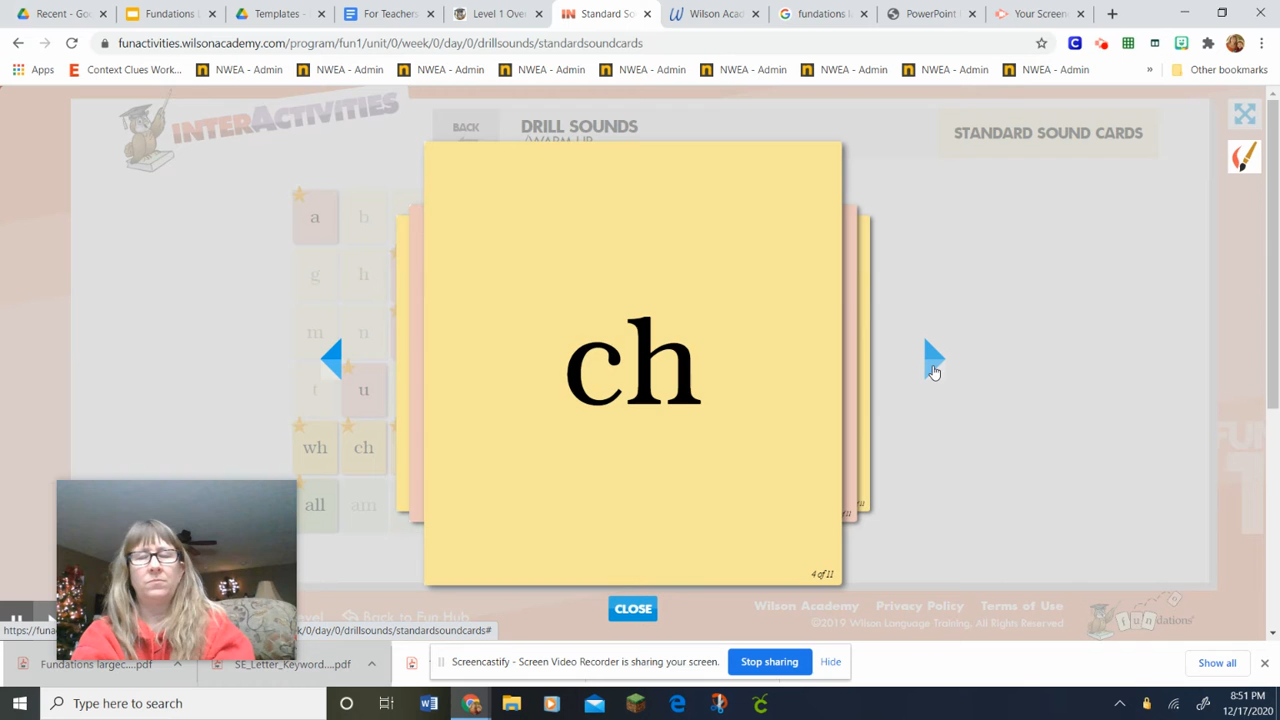 Recent - Goo
Fundations L
Templates -
For Teachers
Level 1 Over
Standard So
Wilson Acad
fundations l
PowerPoint
Your Screen
funactivities.wilsonacademy.com/program/fun1/unit/0/week/0/day/0/drillsounds/standardsoundcards
Apps
Context Clues Work...
NWEA - Admin
NWEA - Admin
NWEA - Admin
NWEA - Admin
NWEA - Admin
NWEA - Admin
NWEA - Admin
NWEA - Admin
NWEA - Admin
Other bookmarks
INTERACTIVITIES
BACK
DRILL SOUNDS
/WARM-UP
STANDARD SOUND CARDS
a b
g h
m n
t u
wh ch
all am
ch
4 of 11
CLOSE
Back to Fun Hub
Wilson Academy Privacy Policy Terms of Use
©2019 Wilson Language Training. All Rights Reserved.
fundations
https://funa
k/0/day/0/drillsounds/standardsoundcards#
Fundations largec....pdf
SE_Letter_Keyword....pdf
Screencastify - Screen Video Recorder is sharing your screen.
Stop sharing
Hide
Show all
Type here to search
8:51 PM
12/17/2020